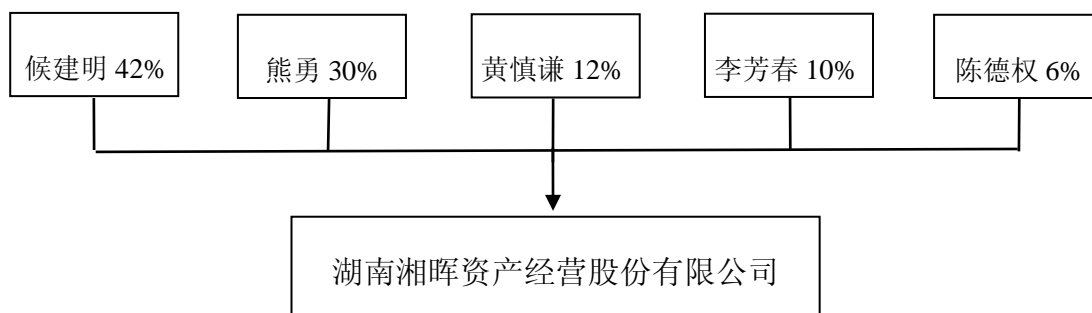 候建明 42%
熊勇 30%
黄慎谦 12%
李芳春 10%
陈德权 6%
湖南湘晖资产经营股份有限公司